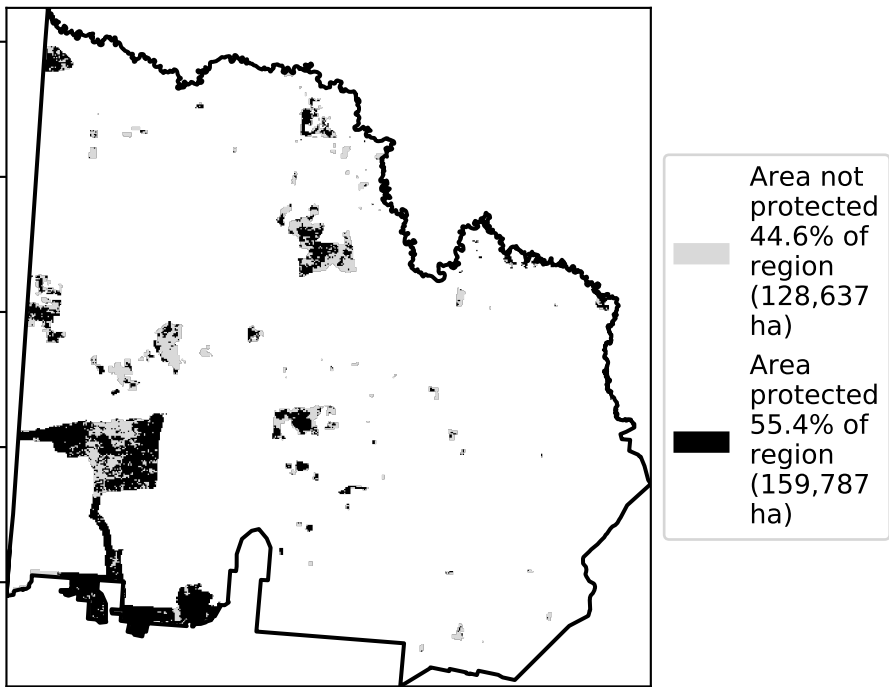 Area not
protected
44.6% of
region
(128,637
ha)
Area
protected
55.4% of
region
(159,787
ha)